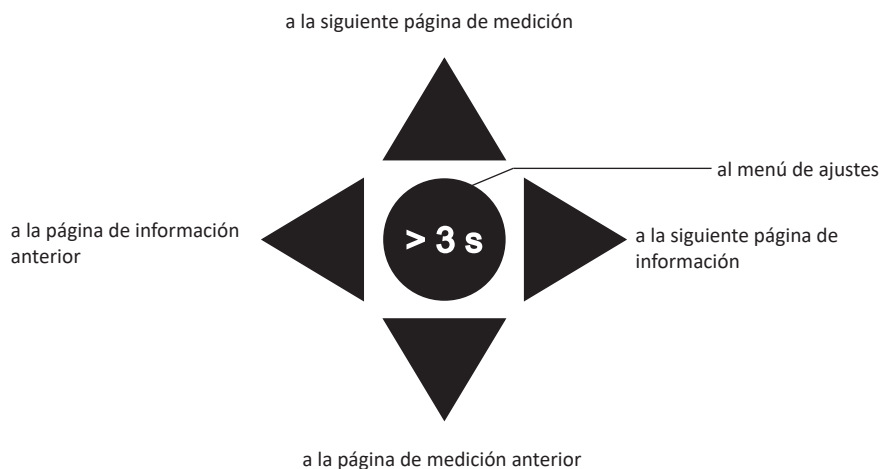 a la siguiente página de medición
al menú de ajustes
a la página de información
anterior
> 3 s
a la siguiente página de
información
a la página de medición anterior